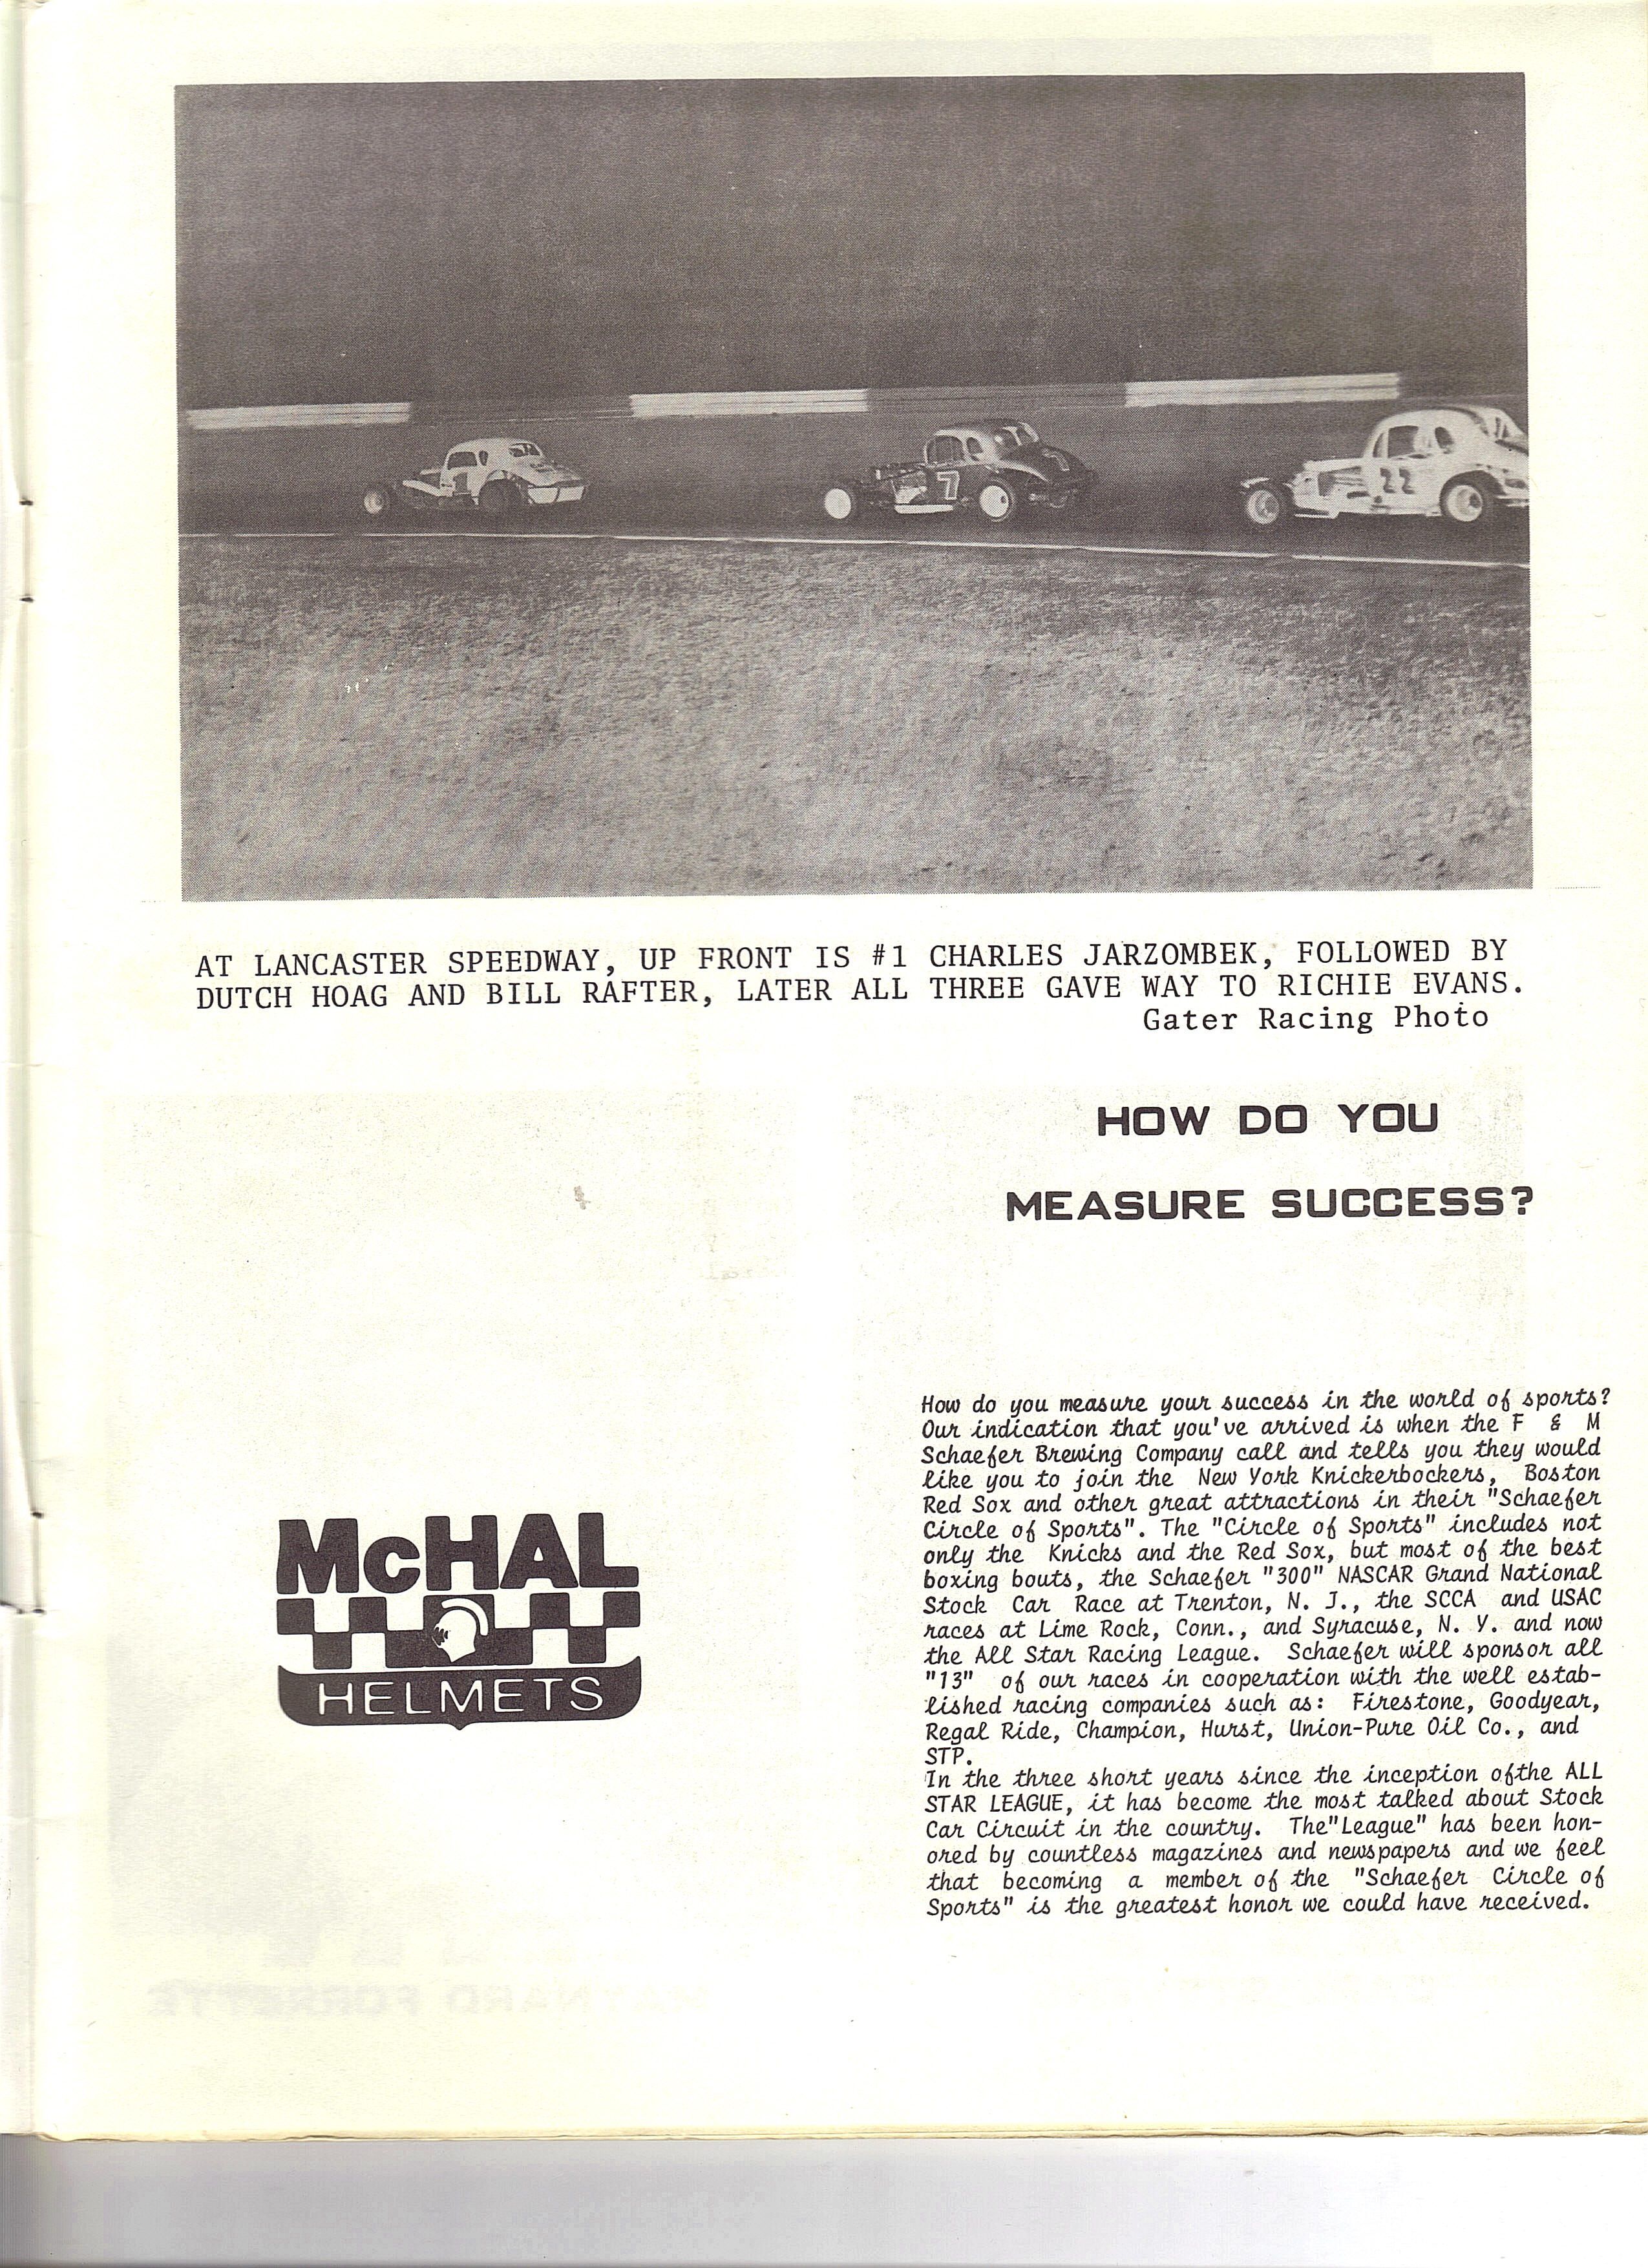 1
7
7
22
AT LANCASTER SPEEDWAY, UP FRONT IS #1 CHARLES JARZOMBEK, FOLLOWED BY
DUTCH HOAG AND BILL RAFTER, LATER ALL THREE GAVE WAY TO RICHIE EVANS.
Gater Racing Photo
HOW DO YOU
MEASURE SUCCESS?
McHAL
HELMETS
How do you measure your success in the world of sports?
Our indication that you've arrived is when the F & M
Schaefer Brewing Company call and tells you they would
like you to join the New York Knickerbockers, Boston
Red Sox and other great attractions in their "Schaefer
Circle of Sports". The "Circle of Sports" includes not
only the Knicks and the Red Sox, but most of the best
boxing bouts, the Schaefer "300" NASCAR Grand National
Stock Car Race at Trenton, N. J., the SCCA and USAC
races at Lime Rock, Conn., and Syracuse, N. Y. and now
the All Star Racing League. Schaefer will sponsor all
"13" of our races in cooperation with the well estab-
lished racing companies such as: Firestone, Goodyear,
Regal Ride, Champion, Hurst, Union-Pure Oil Co., and
STP.
In the three short years since the inception ofthe ALL
STAR LEAGUE, it has become the most talked about Stock
Car Circuit in the country. The"League" has been hon-
ored by countless magazines and newspapers and we feel
that becoming a member of the "Schaefer Circle of
Sports" is the greatest honor we could have received.